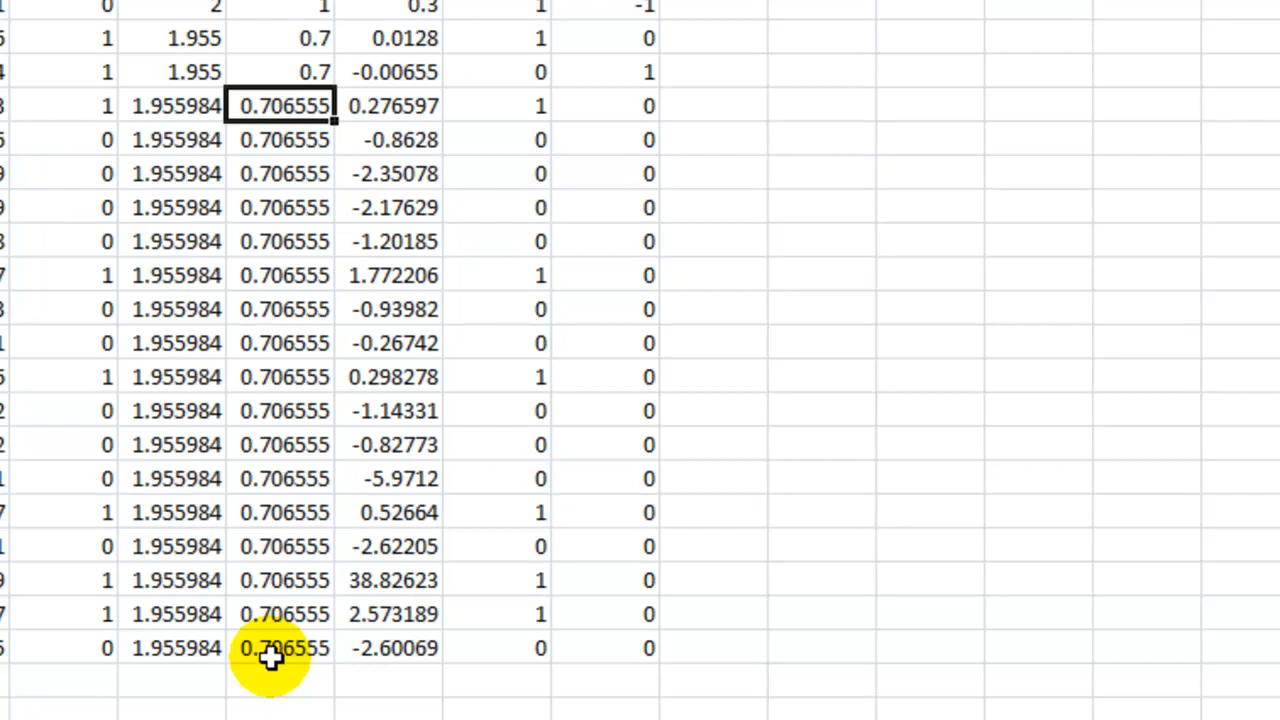 0 2 1 0.3 1 -1
1 1.955 0.7 0.0128 1 0
1 1.955 0.7 -0.00655 0 1
1 1.955984 0.706555 0.276597 1 0
0 1.955984 0.706555 -0.8628 0 0
0 1.955984 0.706555 -2.35078 0 0
0 1.955984 0.706555 -2.17629 0 0
0 1.955984 0.706555 -1.20185 0 0
1 1.955984 0.706555 1.772206 1 0
0 1.955984 0.706555 -0.93982 0 0
0 1.955984 0.706555 -0.26742 0 0
1 1.955984 0.706555 0.298278 1 0
0 1.955984 0.706555 -1.14331 0 0
0 1.955984 0.706555 -0.82773 0 0
0 1.955984 0.706555 -5.9712 0 0
1 1.955984 0.706555 0.52664 1 0
0 1.955984 0.706555 -2.62205 0 0
1 1.955984 0.706555 38.82623 1 0
1 1.955984 0.706555 2.573189 1 0
0 1.955984 0.706555 -2.60069 0 0